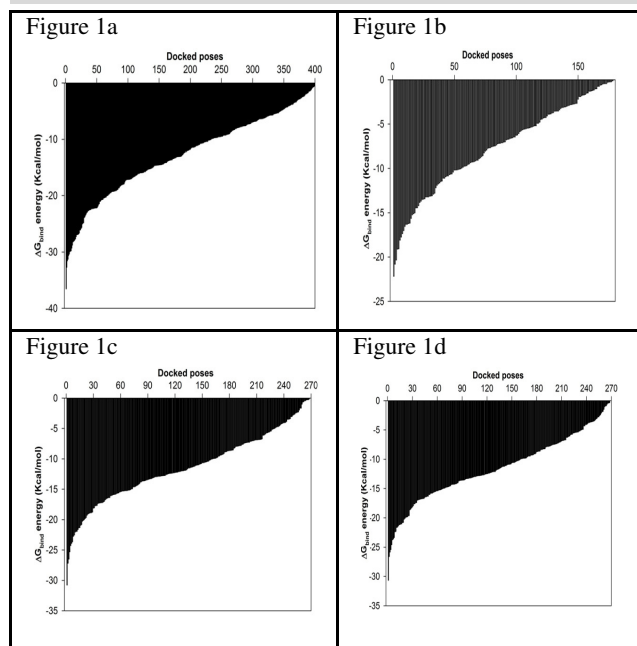 Figure 1a
Docked poses
0 50 100 150 200 250 300 350 400
0
-10
-20
-30
-40
ΔGbind energy (Kcal/mol)
Figure 1b
Docked poses
0 50 100 150
0
-5
-10
-15
-20
-25
ΔGbind energy (Kcal/mol)
Figure 1c
Docked poses
0 30 60 90 120 150 180 210 240 270
0
-5
-10
-15
-20
-25
-30
-35
ΔGbind energy (Kcal/mol)
Figure 1d
Docked poses
0 30 60 90 120 150 180 210 240 270
0
-5
-10
-15
-20
-25
-30
-35
ΔGbind energy (Kcal/mol)